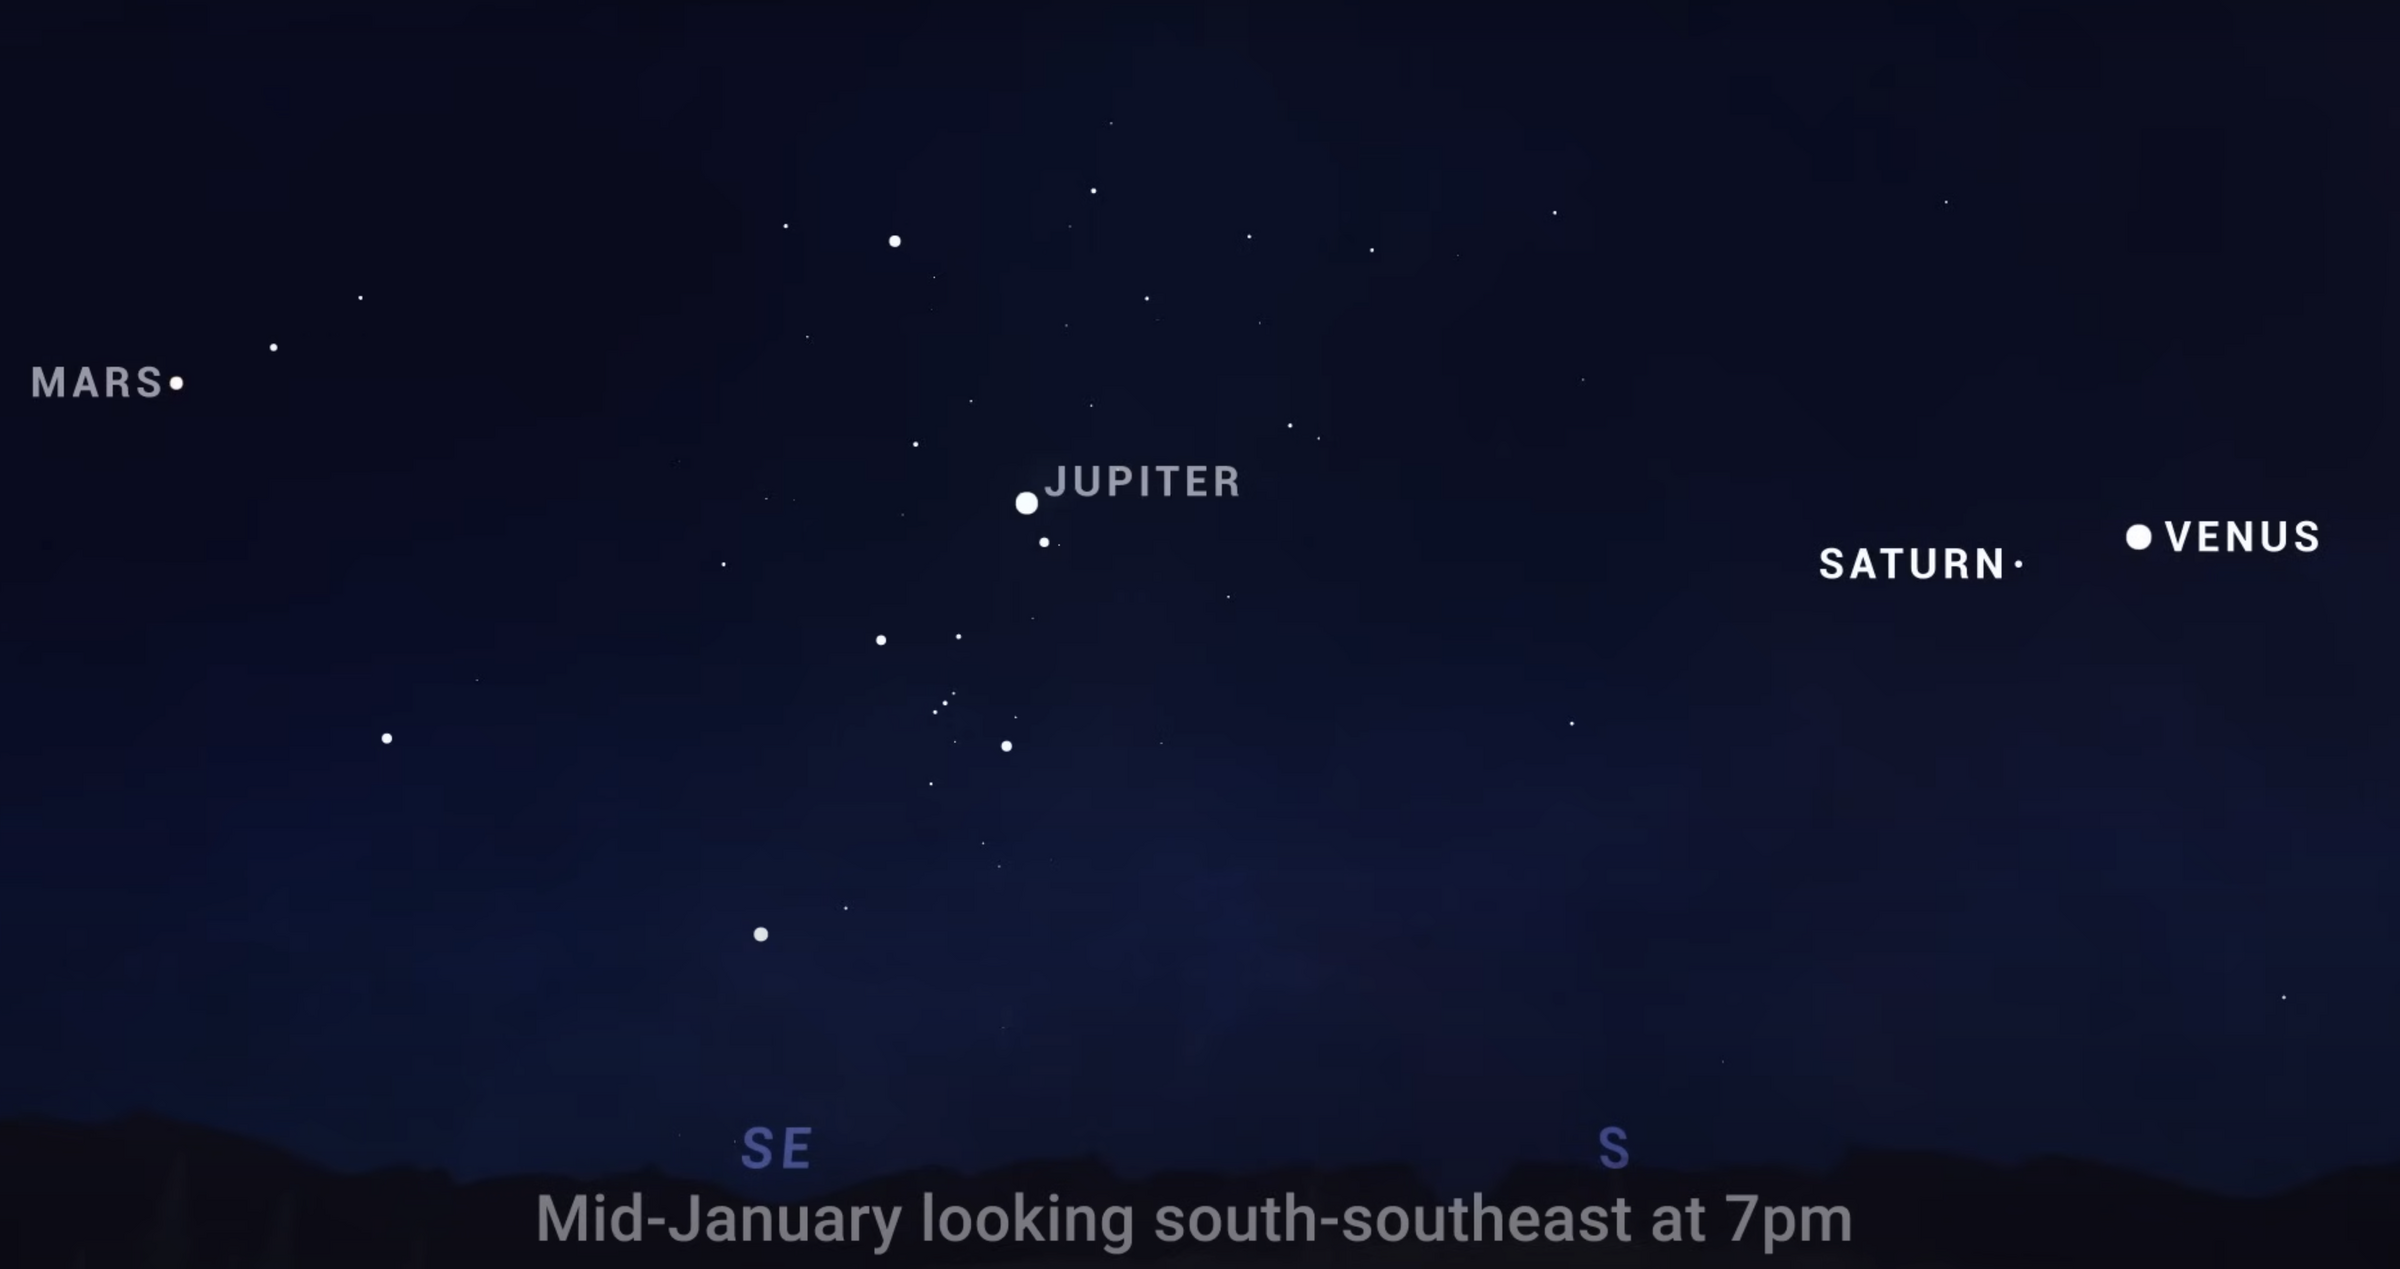 MARS
JUPITER
VENUS
SATURN
SE
S
Mid-January looking south-southeast at 7pm